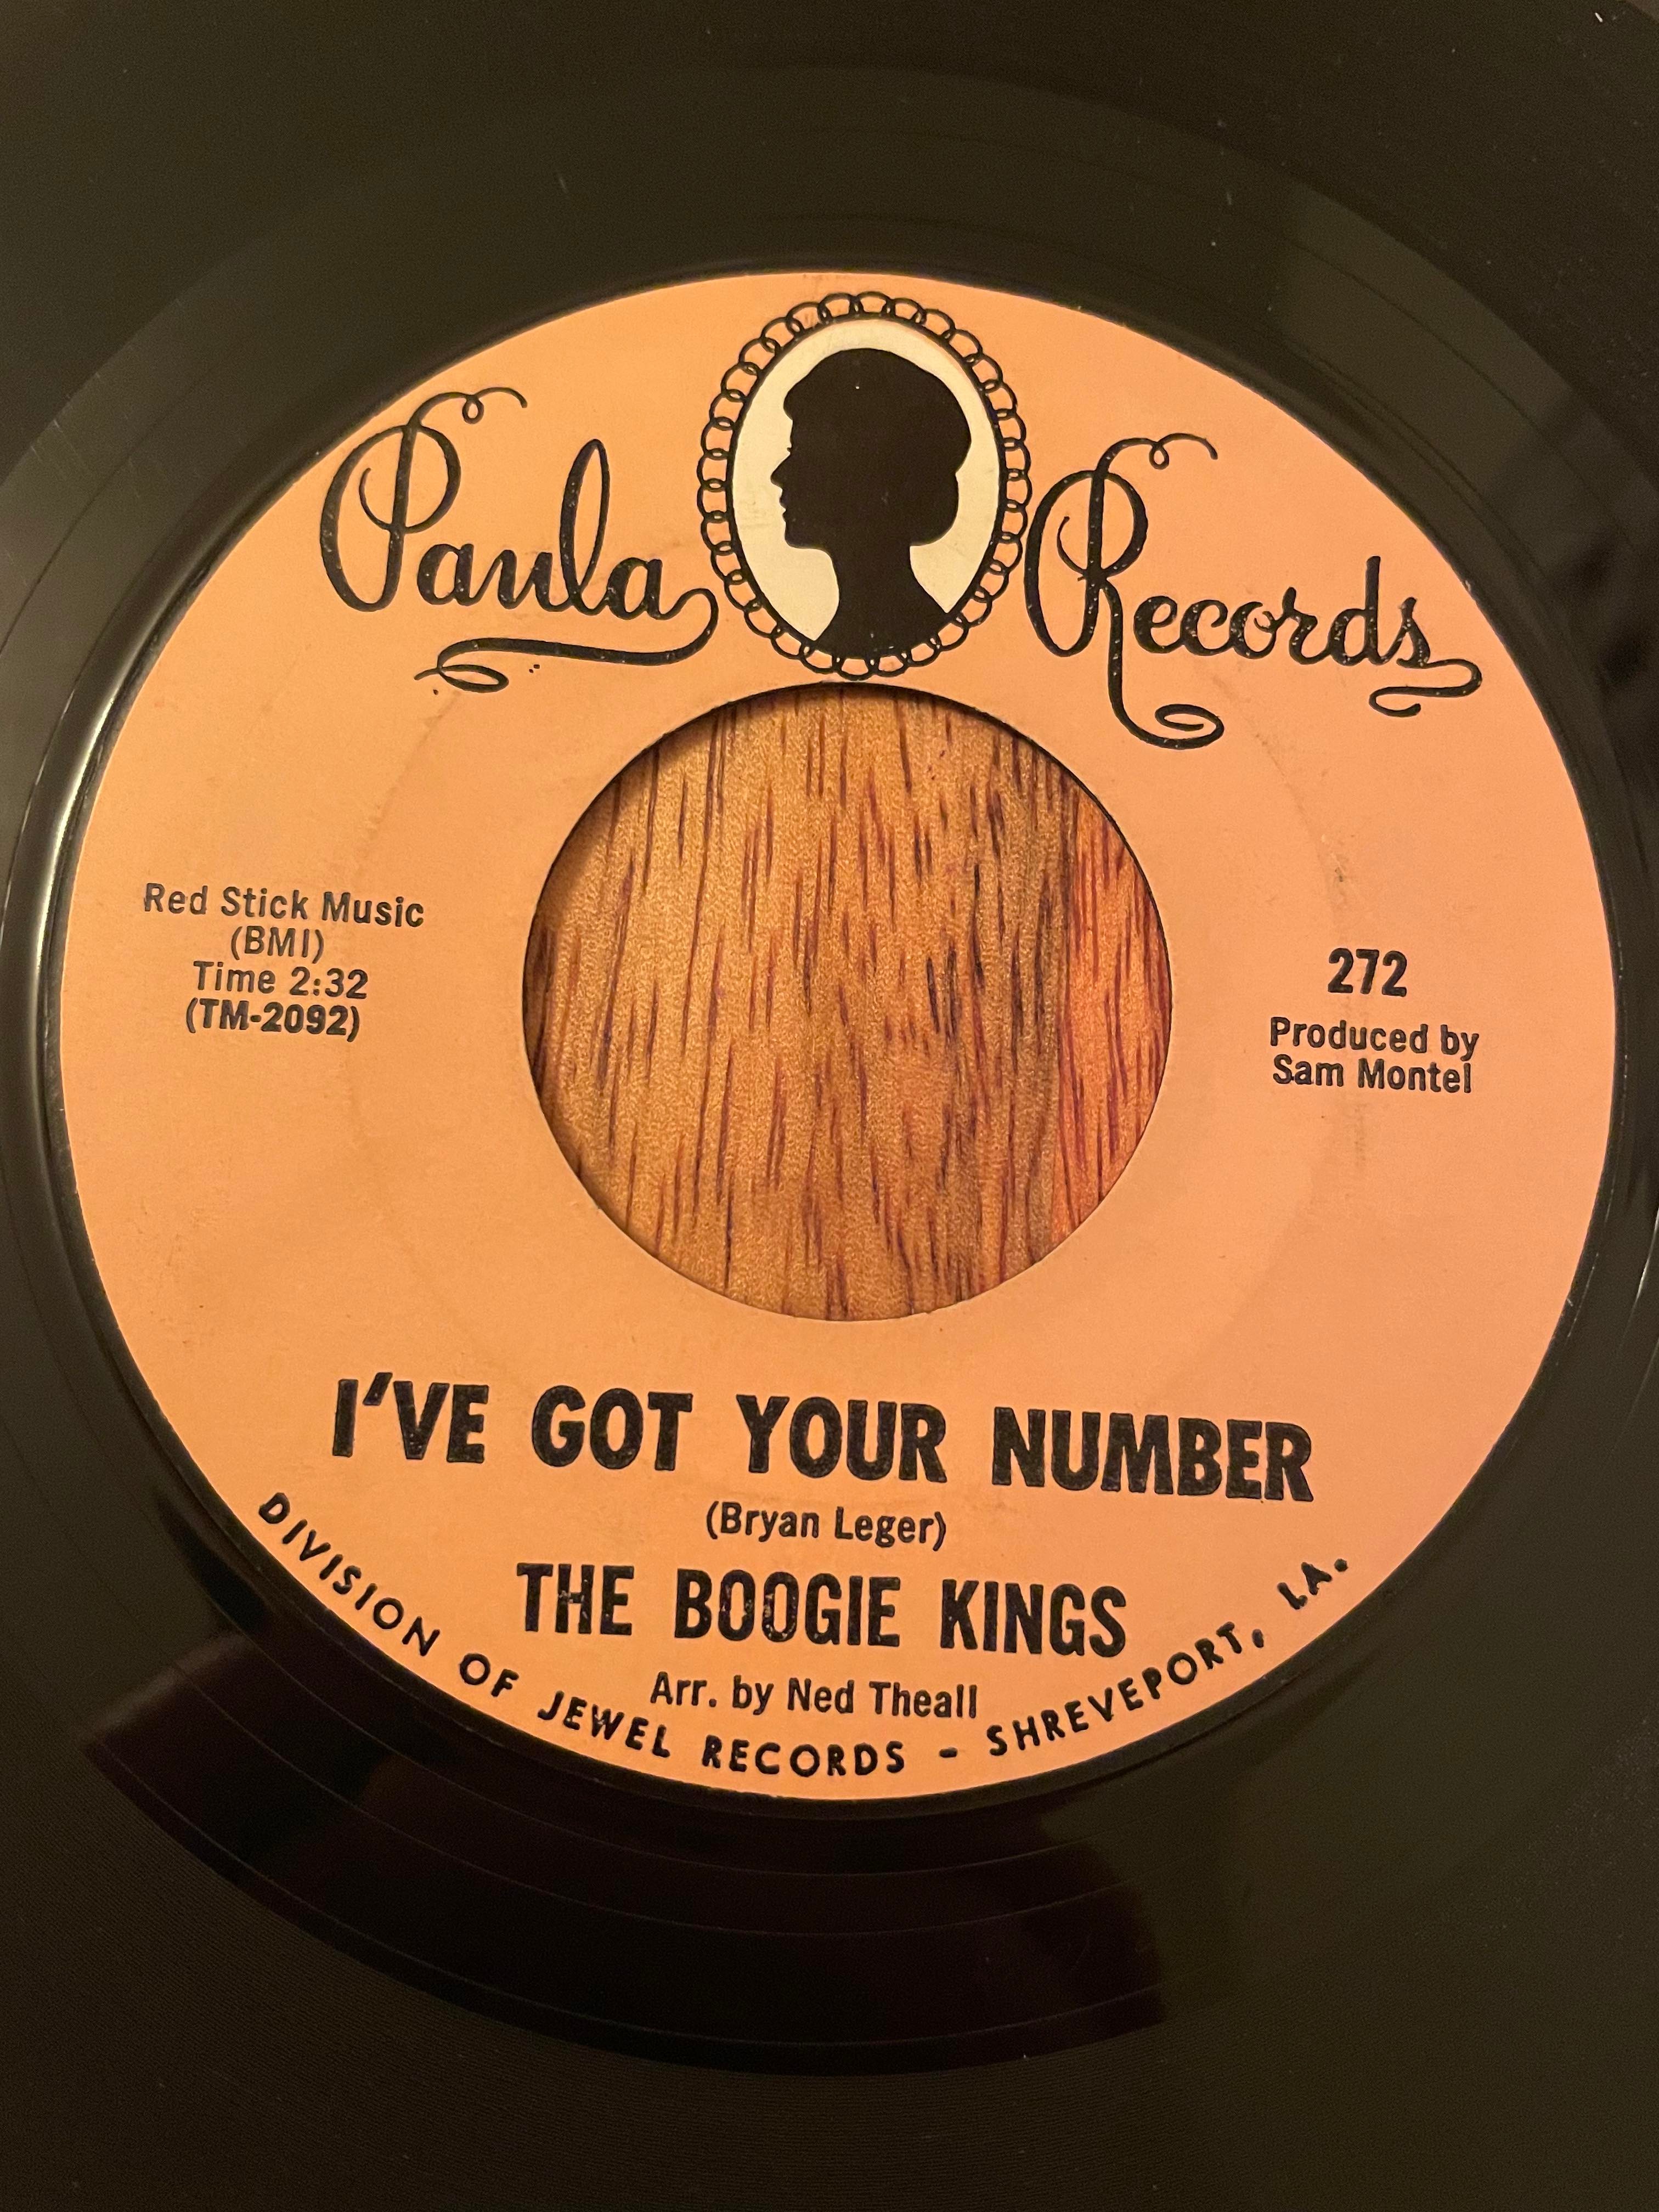 Paula Records
Red Stick Music
(BMI)
Time 2:32
(TM-2092)
272
Produced by
Sam Montel
I'VE GOT YOUR NUMBER
(Bryan Leger)
THE BOOGIE KINGS
Arr. by Ned Theall
DIVISION OF JEWEL RECORDS - SHREVEPORT, LA.